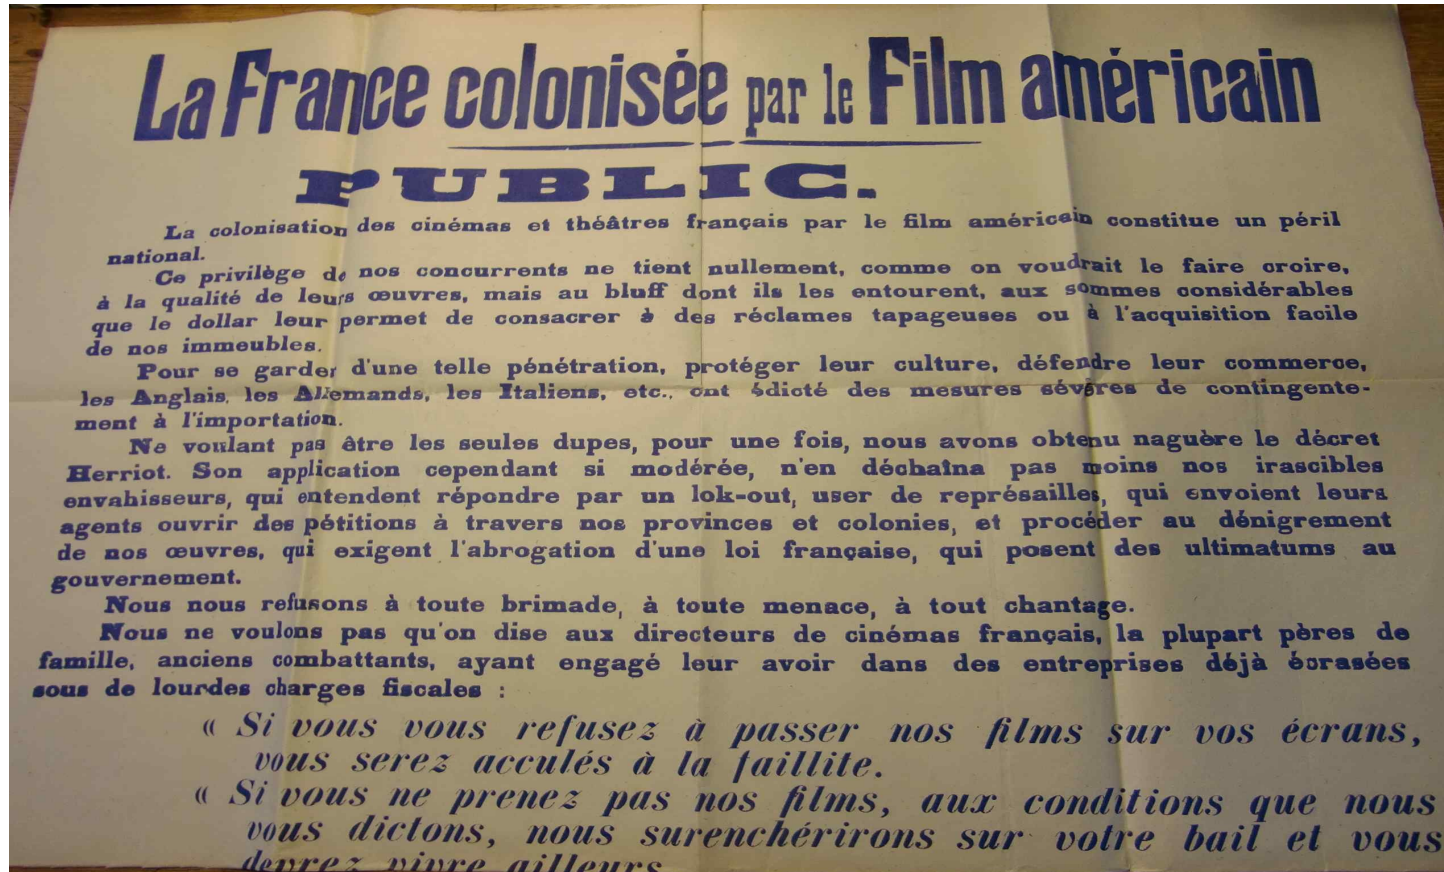 La France colonisée par le Film américain
PUBLIC.
La colonisation des cinémas et théâtres français par le film américain constitue un péril
national.
Ce privilège de nos concurrents ne tient nullement, comme on voudrait le faire croire,
à la qualité de leurs œuvres, mais au bluff dont ils les entourent, aux sommes considérables
que le dollar leur permet de consacrer à des réclames tapageuses ou à l'acquisition facile
de nos immeubles.
Pour se garder d'une telle pénétration, protéger leur culture, défendre leur commerce,
les Anglais, les Allemands, les Italiens, etc., ont édicté des mesures sévères de contingente-
ment à l'importation.
Ne voulant pas être les seules dupes, pour une fois, nous avons obtenu naguère le décret
Herriot. Son application cependant si modérée, n'en déchaîna pas moins nos irascibles
envahisseurs, qui entendent répondre par un lok-out, user de représailles, qui envoient leurs
agents ouvrir des pétitions à travers nos provinces et colonies, et procéder au dénigrement
de nos œuvres, qui exigent l'abrogation d'une loi française, qui posent des ultimatums au
gouvernement.
Nous nous refusons à toute brimade, à toute menace, à tout chantage.
Nous ne voulons pas qu'on dise aux directeurs de cinémas français, la plupart pères de
famille, anciens combattants, ayant engagé leur avoir dans des entreprises déjà écrasées
sous de lourdes charges fiscales :
« Si vous vous refusez à passer nos films sur vos écrans,
vous serez acculés à la faillite.
« Si vous ne prenez pas nos films, aux conditions que nous
vous dictons, nous surenchérirons sur votre bail et vous
devrez vivre ailleurs